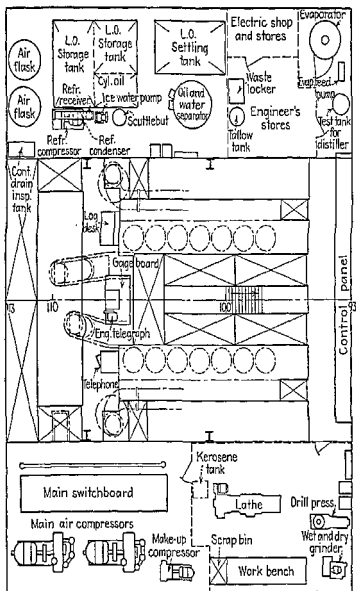 Evaporator
Electric shop
and stores
L.O.
Storage
tank
L.O.
Storage
tank
L.O.
Settling
tank
Air
flask
Air
flask
Cyl. oil
Waste
locker
Refr.
receiver
Ice water pump
Oil and
water
separator
Evap. feed
pump
Scuttlebut
Engineer's
stores
Test tank
for
distiller
Refr.
compressor
Ref.
condenser
Tallow
tank
Cont.
drain
insp.
tank
Log
desk
Gage board
Control panel
110
100
93
Eng. telegraph
Telephone
Kerosene
tank
Main switchboard
Lathe
Drill press
Main air compressors
Make-up
compressor
Scrap bin
Wet and dry
grinder
Work bench